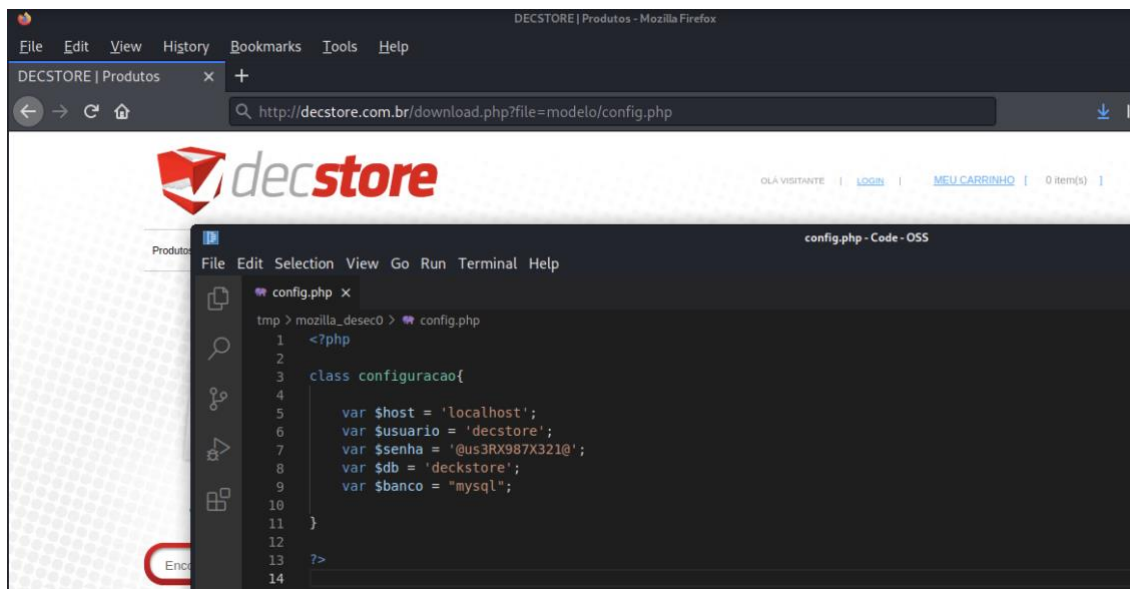 DECSTORE | Produtos - Mozilla Firefox
File Edit View History Bookmarks Tools Help
DECSTORE | Produtos × +
http://decstore.com.br/download.php?file=modelo/config.php
decstore
OLÁ VISITANTE | LOGIN | MEU CARRINHO [ 0 item(s) ]
Produtos
config.php - Code - OSS
File Edit Selection View Go Run Terminal Help
config.php ×
tmp > mozilla_desec0 > config.php
1 <?php
2
3 class configuracao{
4
5 var $host = 'localhost';
6 var $usuario = 'decstore';
7 var $senha = '@us3RX987X321@';
8 var $db = 'deckstore';
9 var $banco = "mysql";
10
11 }
12
13 ?>
14
Enco